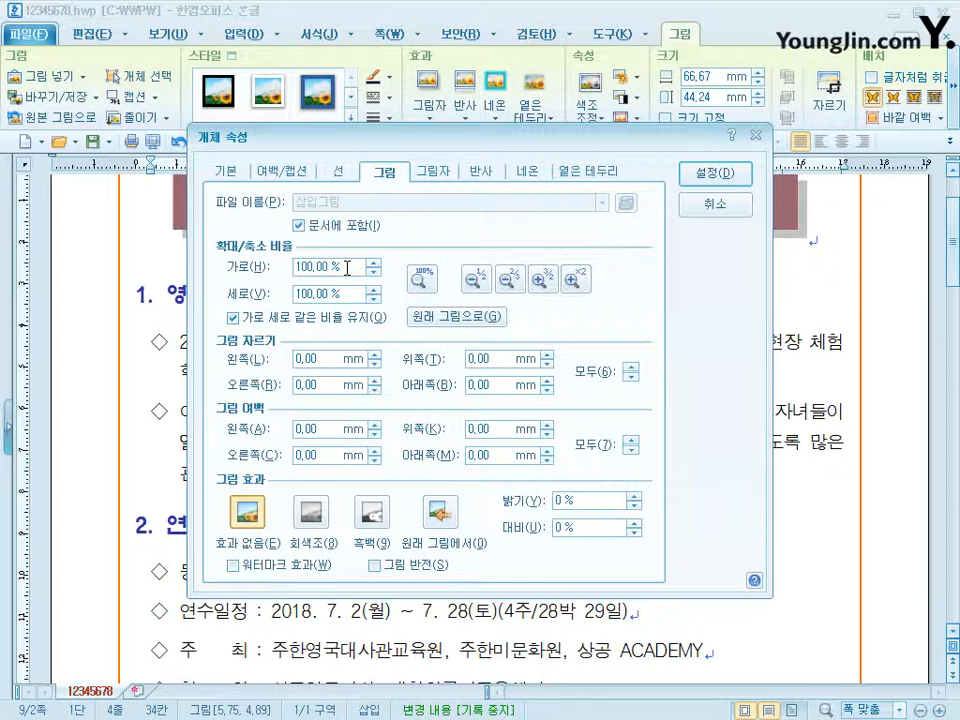 12345678.hwp [C:₩WPW] - 한컴오피스 한글
파일(F) 편집(E) 보기(U) 입력(D) 서식(J) 쪽(W) 보안(R) 검토(H) 도구(K) 그림
YoungJin.com Y.
그림 스타일 효과 속성 크기 배치
그림 넣기 개체 선택 66,67 mm 글자처럼 취급
바꾸기/저장 캡션 그림자 반사 네온 옅은 테두리 색조 조정 44,24 mm 자르기
원본 그림으로 줄이기 크기 고정 바깥 여백
개체 속성
기본 여백/캡션 선 그림 그림자 반사 네온 옅은 테두리
설정(D)
취소
파일 이름(P): 삽입그림
문서에 포함(I)
확대/축소 비율
가로(H): 100,00 %
세로(V): 100,00 %
가로 세로 같은 비율 유지(Q) 원래 그림으로(G)
그림 자르기
왼쪽(L): 0,00 mm 위쪽(T): 0,00 mm
오른쪽(R): 0,00 mm 아래쪽(B): 0,00 mm
모두(6):
그림 여백
왼쪽(A): 0,00 mm 위쪽(K): 0,00 mm
오른쪽(C): 0,00 mm 아래쪽(M): 0,00 mm
모두(7):
그림 효과
밝기(Y): 0 %
대비(U): 0 %
효과 없음(E) 회색조(8) 흑백(9) 원래 그림에서(O)
워터마크 효과(W) 그림 반전(S)
1. 영
◇ 2 현장 체험
◇ 자녀들이
도록 많은
2. 연
◇ 연수일정 : 2018. 7. 2(월) ~ 7. 28(토)(4주/28박 29일)
◇ 주 최 : 주한영국대사관교육원, 주한미문화원, 상공 ACADEMY
12345678
9/2쪽 1단 4줄 34칸 그림[5,75, 4,89] 1/1 구역 삽입 변경 내용 [기록 중지] 폭 맞춤